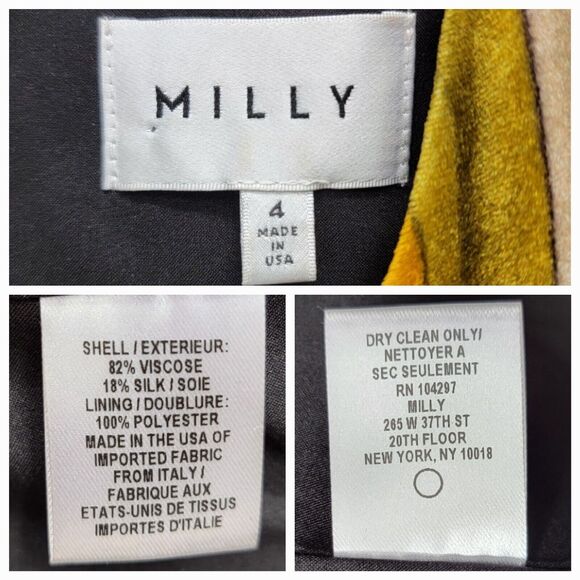 MILLY
4
MADE
IN
USA
SHELL / EXTERIEUR:
82% VISCOSE
18% SILK / SOIE
LINING / DOUBLURE:
100% POLYESTER
MADE IN THE USA OF
IMPORTED FABRIC
FROM ITALY /
FABRIQUE AUX
ETATS-UNIS DE TISSUS
IMPORTES D'ITALIE
DRY CLEAN ONLY/
NETTOYER A
SEC SEULEMENT
RN 104297
MILLY
265 W 37TH ST
20TH FLOOR
NEW YORK, NY 10018